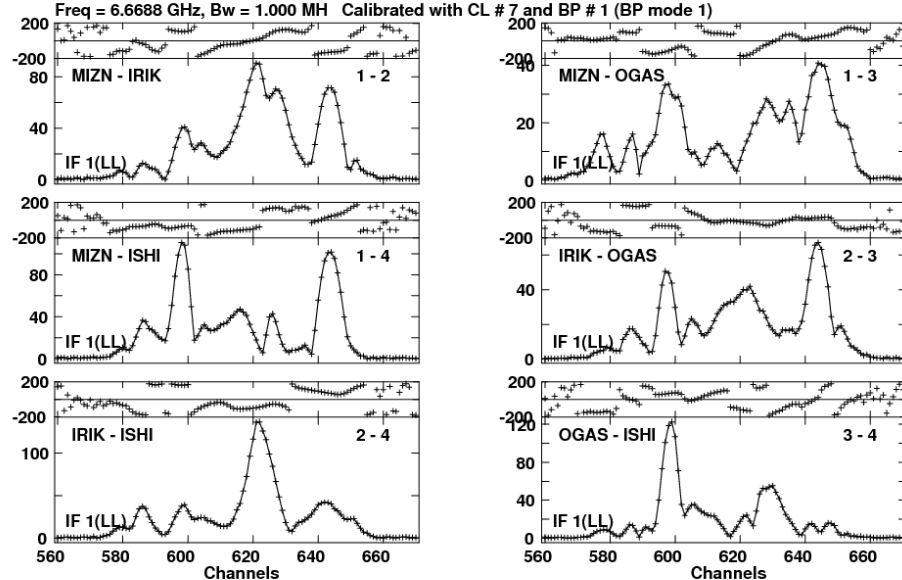 Freq = 6.6688 GHz, Bw = 1.000 MH Calibrated with CL # 7 and BP # 1 (BP mode 1)
200
-200
80
40
0
MIZN - IRIK 1 - 2
IF 1(LL)
200
-200
40
20
0
MIZN - OGAS 1 - 3
IF 1(LL)
200
-200
80
40
0
MIZN - ISHI 1 - 4
IF 1(LL)
200
-200
40
0
IRIK - OGAS 2 - 3
IF 1(LL)
200
-200
100
0
IRIK - ISHI 2 - 4
IF 1(LL)
560 580 600 620 640 660
Channels
200
-200
120
80
40
0
OGAS - ISHI 3 - 4
IF 1(LL)
560 580 600 620 640 660
Channels